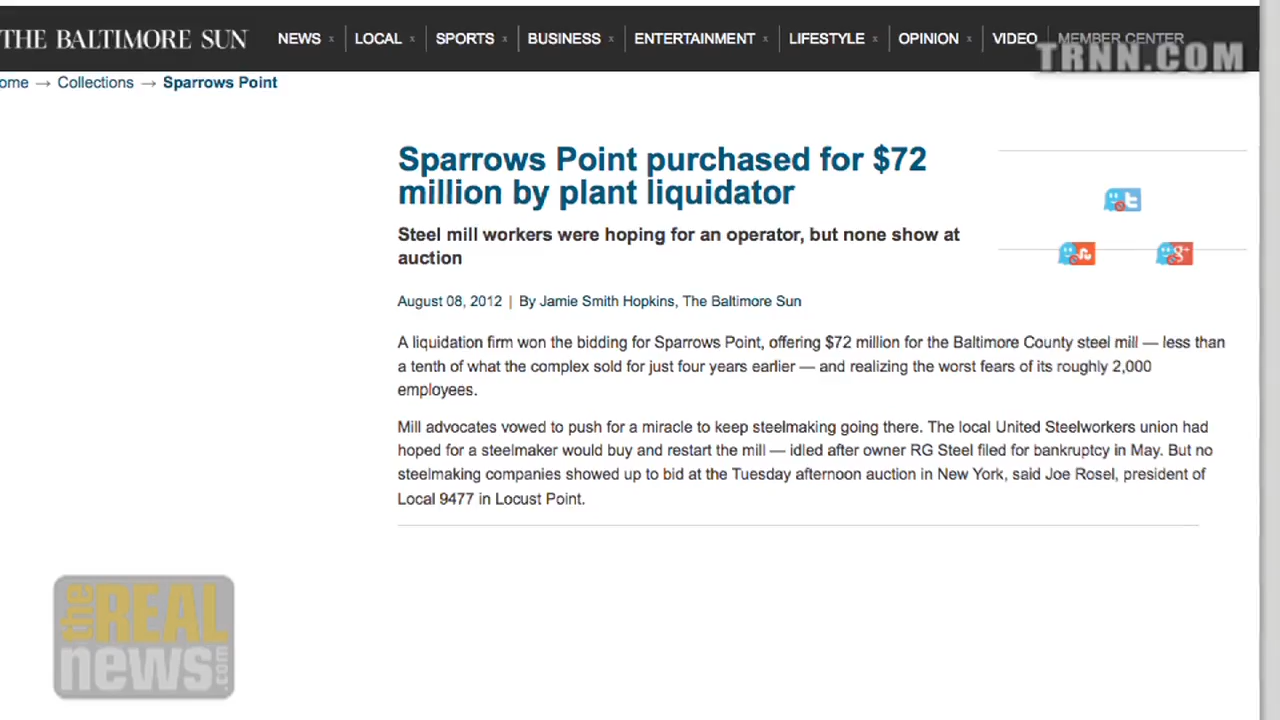 THE BALTIMORE SUN NEWS x LOCAL x SPORTS x BUSINESS x ENTERTAINMENT x LIFESTYLE x OPINION x VIDEO MEMBER CENTER
TRNN.COM
ome → Collections → Sparrows Point
Sparrows Point purchased for $72
million by plant liquidator
Steel mill workers were hoping for an operator, but none show at
auction
August 08, 2012 | By Jamie Smith Hopkins, The Baltimore Sun
A liquidation firm won the bidding for Sparrows Point, offering $72 million for the Baltimore County steel mill — less than
a tenth of what the complex sold for just four years earlier — and realizing the worst fears of its roughly 2,000
employees.
Mill advocates vowed to push for a miracle to keep steelmaking going there. The local United Steelworkers union had
hoped for a steelmaker would buy and restart the mill — idled after owner RG Steel filed for bankruptcy in May. But no
steelmaking companies showed up to bid at the Tuesday afternoon auction in New York, said Joe Rosel, president of
Local 9477 in Locust Point.
the REAL
news.com